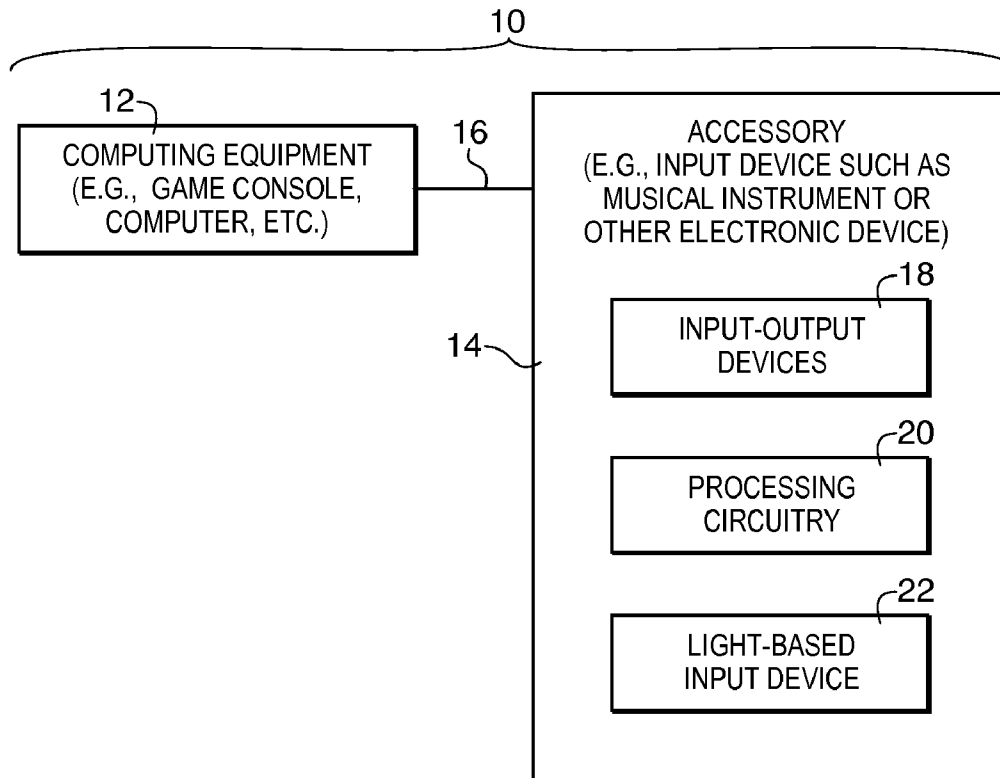 10
12
COMPUTING EQUIPMENT
(E.G., GAME CONSOLE,
COMPUTER, ETC.)
16
ACCESSORY
(E.G., INPUT DEVICE SUCH AS
MUSICAL INSTRUMENT OR
OTHER ELECTRONIC DEVICE)
14
18
INPUT-OUTPUT
DEVICES
20
PROCESSING
CIRCUITRY
22
LIGHT-BASED
INPUT DEVICE